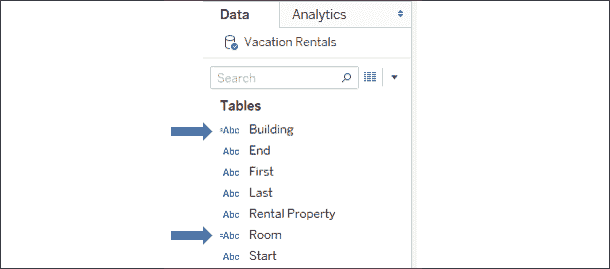 Data Analytics
Vacation Rentals
Search
Tables
=Abc Building
Abc End
Abc First
Abc Last
Abc Rental Property
=Abc Room
Abc Start